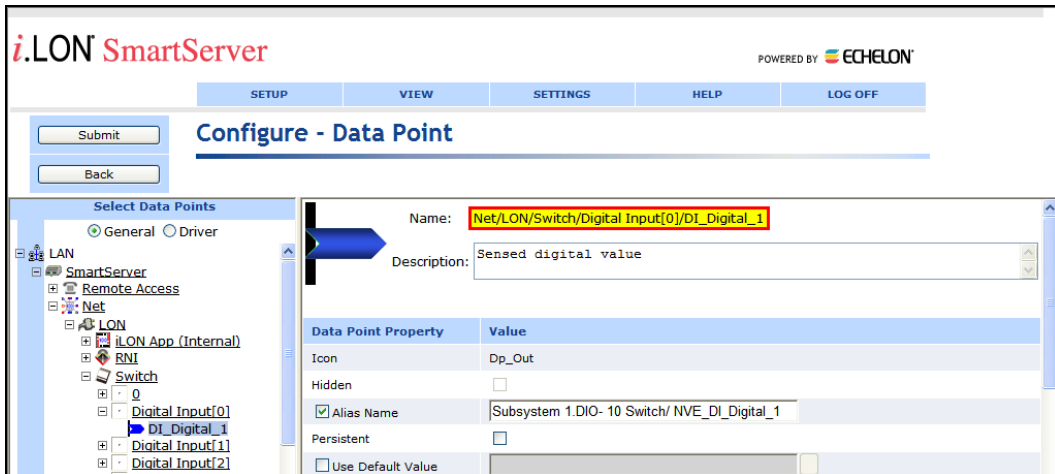 i.LON SmartServer
POWERED BY ECHELON
SETUP VIEW SETTINGS HELP LOG OFF
Submit
Configure - Data Point
Back
Select Data Points
General Driver
LAN
SmartServer
Remote Access
Net
LON
iLON App (Internal)
RNI
Switch
0
Digital Input[0]
DI_Digital_1
Digital Input[1]
Digital Input[2]
Name: Net/LON/Switch/Digital Input[0]/DI_Digital_1
Description: Sensed digital value
Data Point Property Value
Icon Dp_Out
Hidden
Alias Name Subsystem 1.DIO- 10 Switch/ NVE_DI_Digital_1
Persistent
Use Default Value